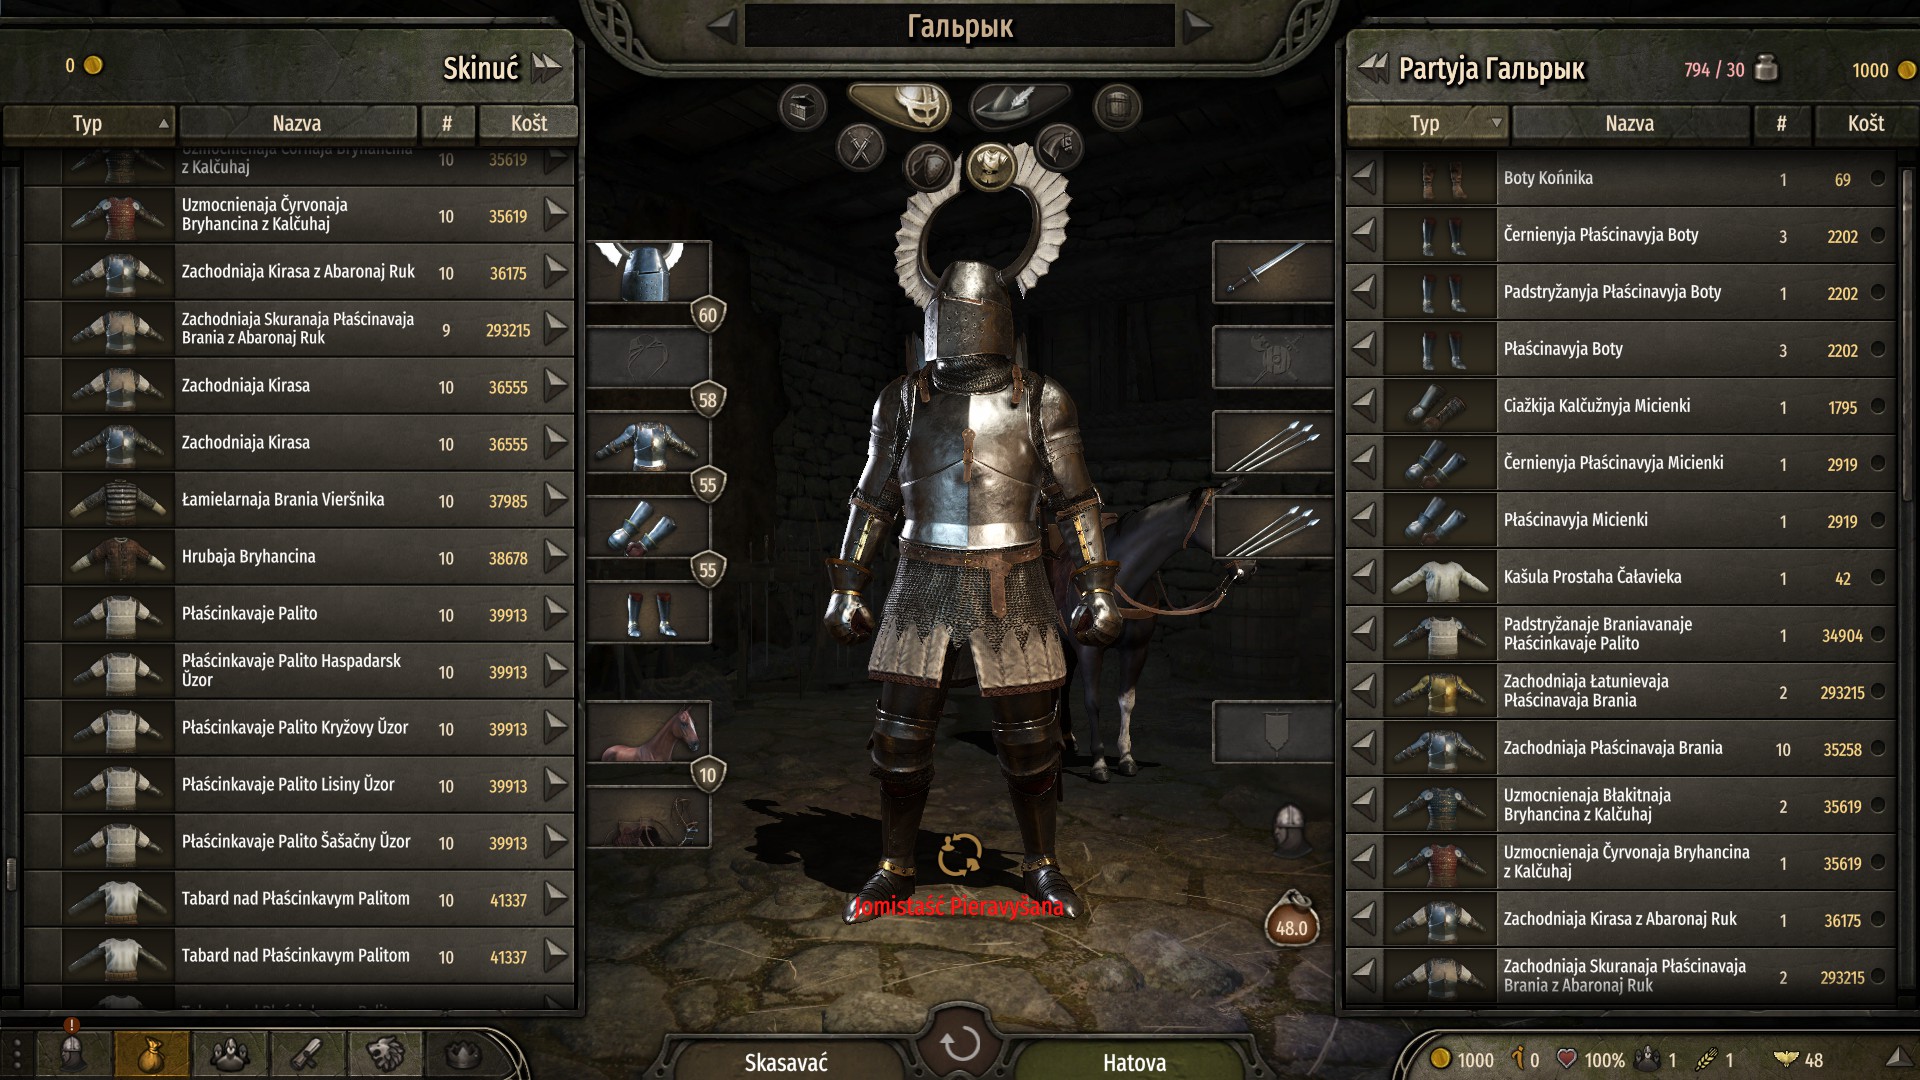 Гальрык
0
Skinuć
Typ
Nazva
#
Košt
Uzmocnienaja Čornaja Bryhancina
z Kalčuhaj
10
35619
Uzmocnienaja Čyrvonaja
Bryhancina z Kalčuhaj
10
35619
Zachodniaja Kirasa z Abaronaj Ruk
10
36175
Zachodniaja Skuranaja Płaścinavaja
Brania z Abaronaj Ruk
9
293215
Zachodniaja Kirasa
10
36555
Zachodniaja Kirasa
10
36555
Łamielarnaja Brania Vieršnika
10
37985
Hrubaja Bryhancina
10
38678
Płaścinkavaje Palito
10
39913
Płaścinkavaje Palito Haspadarsk
Ŭzor
10
39913
Płaścinkavaje Palito Kryžovy Ŭzor
10
39913
Płaścinkavaje Palito Lisiny Ŭzor
10
39913
Płaścinkavaje Palito Šašačny Ŭzor
10
39913
Tabard nad Płaścinkavym Palitom
10
41337
Tabard nad Płaścinkavym Palitom
10
41337
60
58
55
55
10
Jomistaść Pieravyšana
48.0
Partyja Гальрык
794 / 30
1000
Typ
Nazva
#
Košt
Boty Końnika
1
69
Černienyja Płaścinavyja Boty
3
2202
Padstryžanyja Płaścinavyja Boty
1
2202
Płaścinavyja Boty
3
2202
Ciažkija Kalčužnyja Micienki
1
1795
Černienyja Płaścinavyja Micienki
1
2919
Płaścinavyja Micienki
1
2919
Kašula Prostaha Čałavieka
1
42
Padstryžanaje Braniavanaje
Płaścinkavaje Palito
1
34904
Zachodniaja Łatunievaja
Płaścinavaja Brania
2
293215
Zachodniaja Płaścinavaja Brania
10
35258
Uzmocnienaja Błakitnaja
Bryhancina z Kalčuhaj
2
35619
Uzmocnienaja Čyrvonaja Bryhancina
z Kalčuhaj
1
35619
Zachodniaja Kirasa z Abaronaj Ruk
1
36175
Zachodniaja Skuranaja Płaścinavaja
Brania z Abaronaj Ruk
2
293215
!
Skasavać
Hatova
1000
0
100%
1
1
48